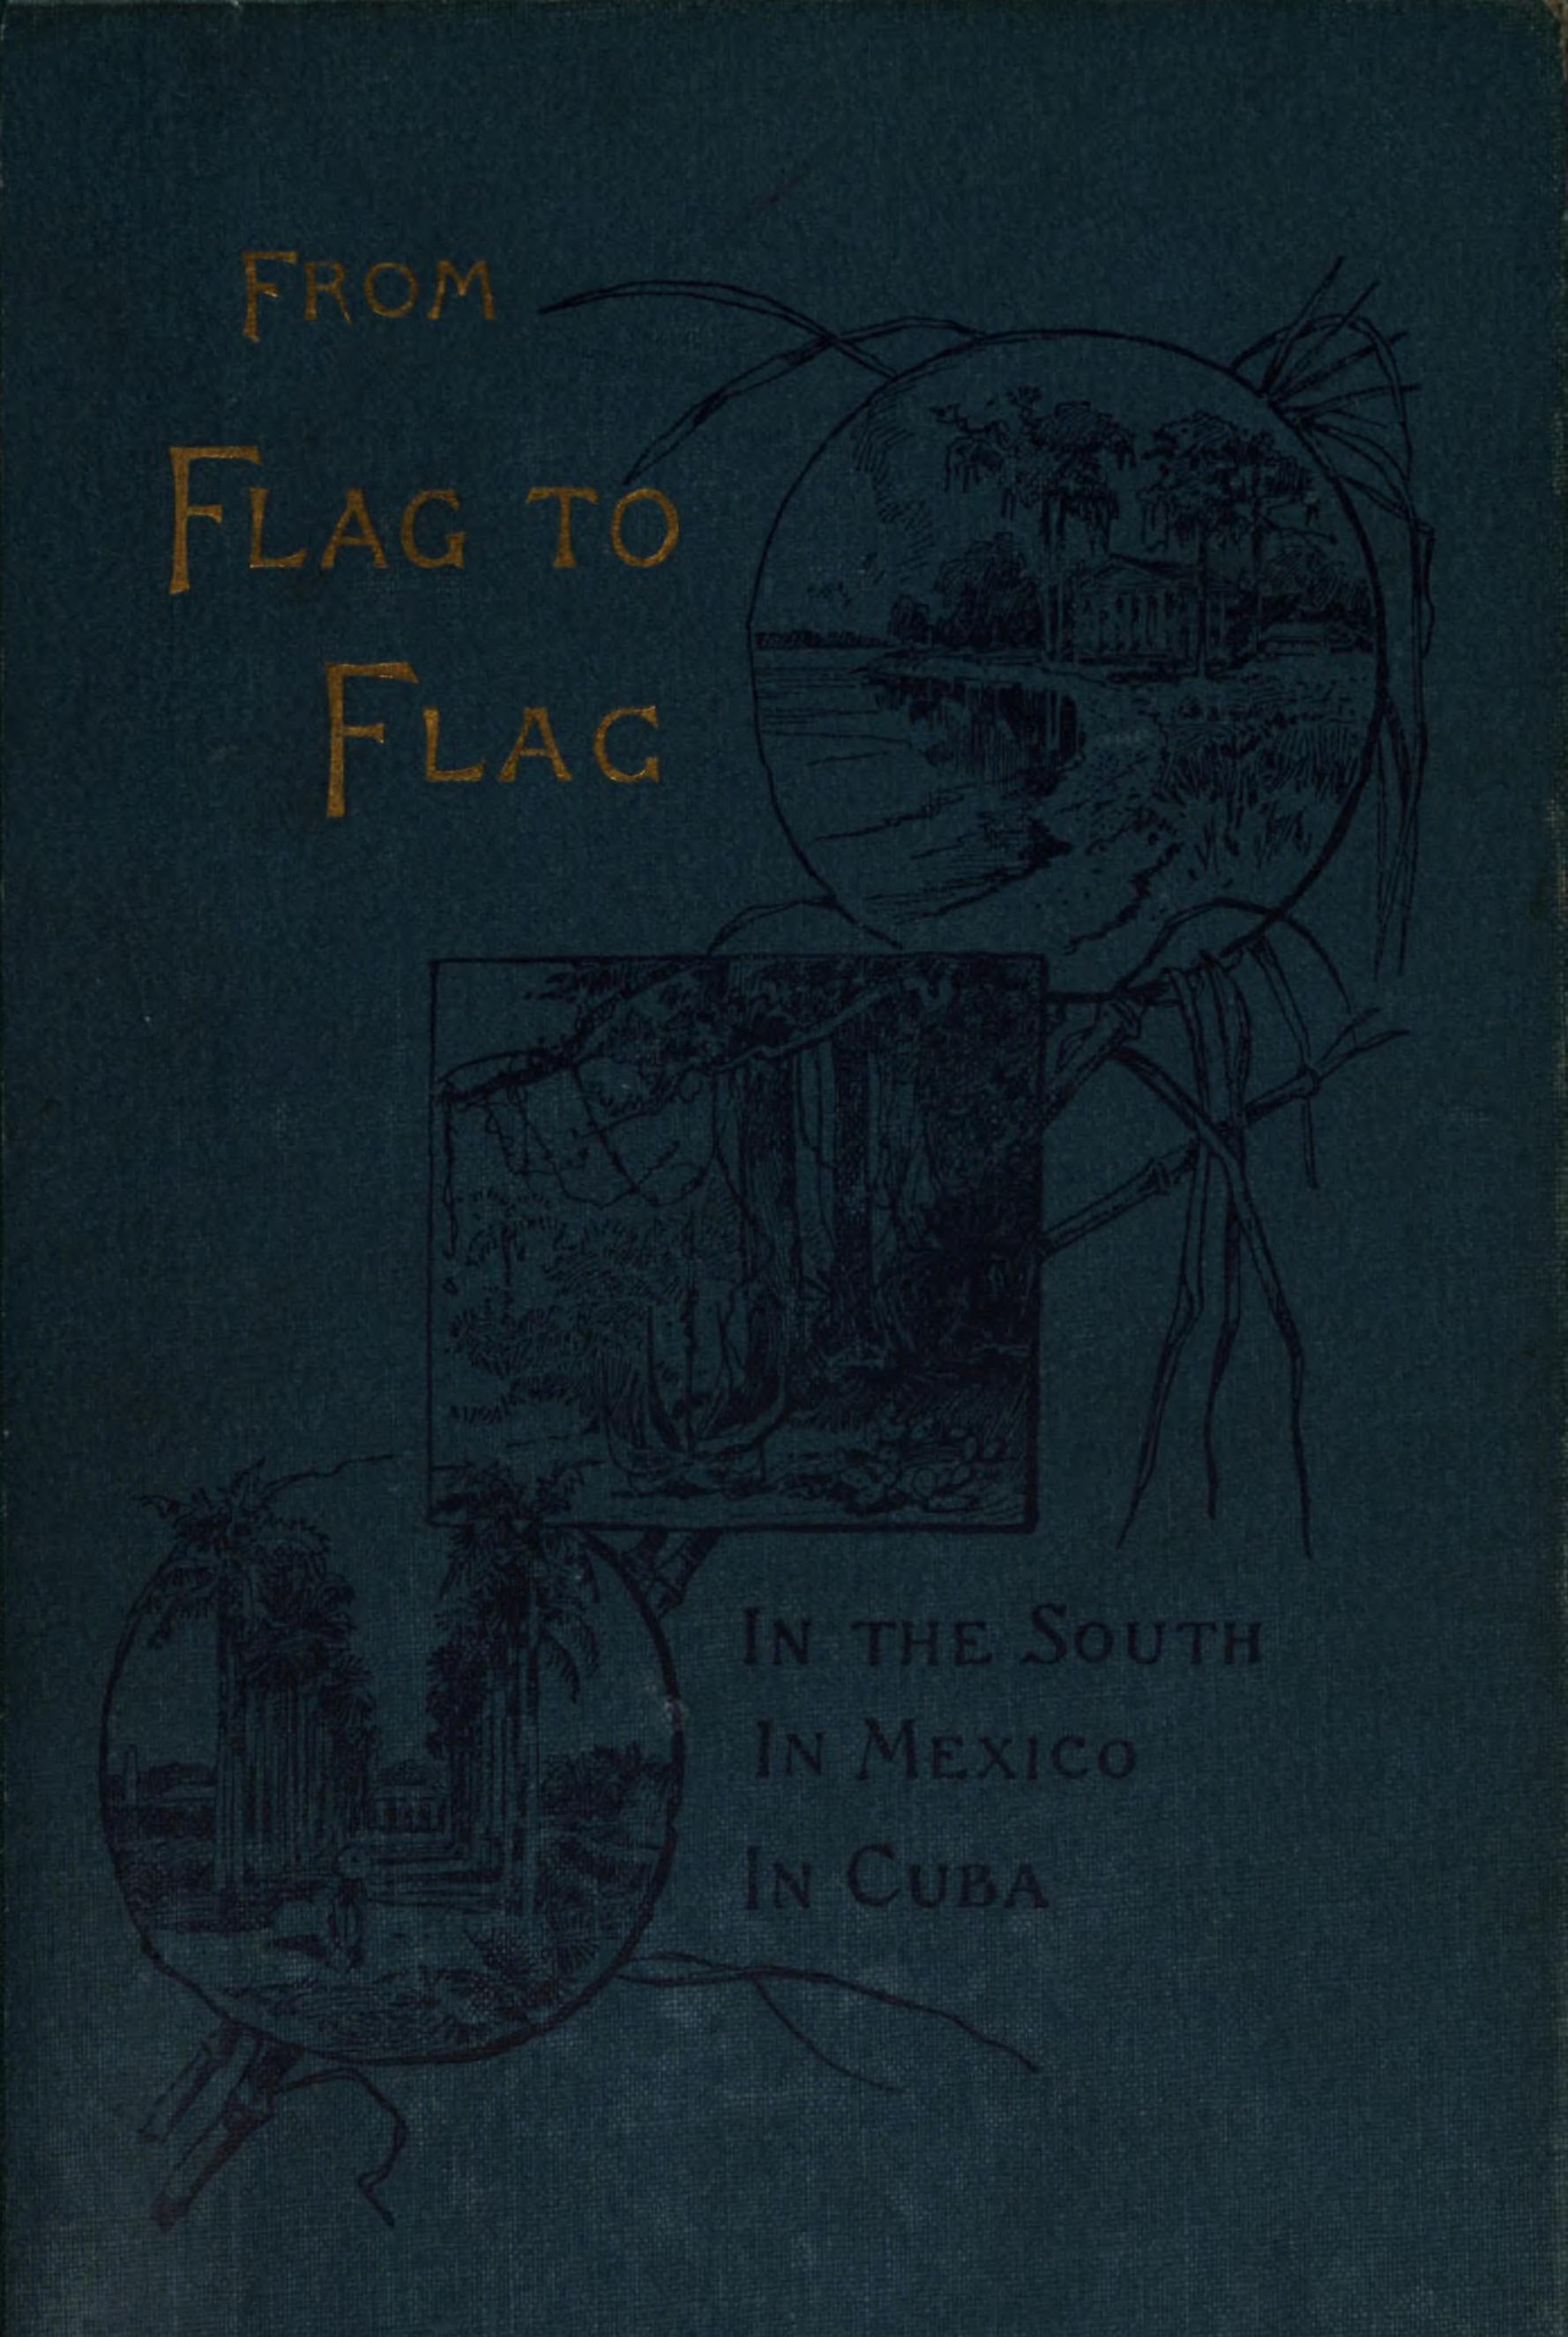 FROM
FLAG TO
FLAG
IN THE SOUTH
IN MEXICO
IN CUBA